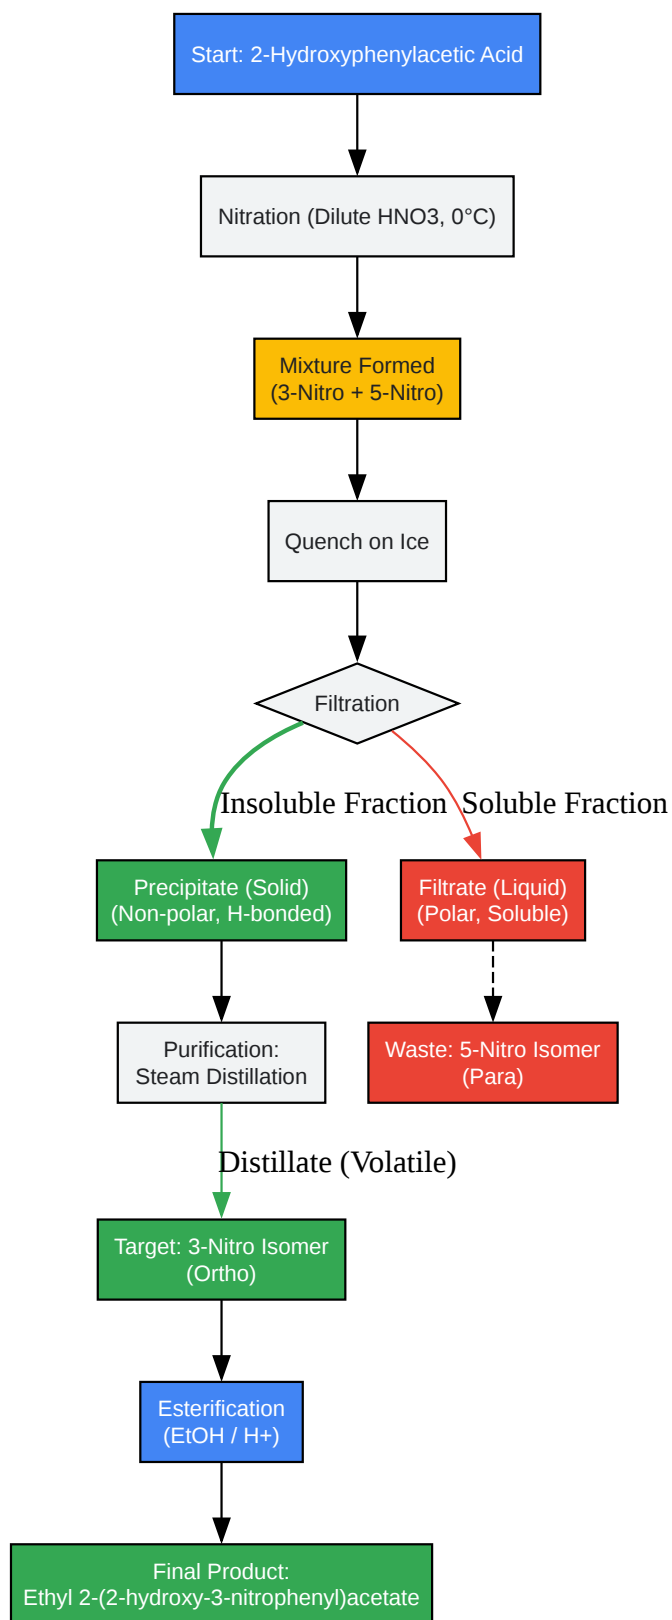 Start: 2-Hydroxyphenylacetic Acid
Nitration (Dilute HNO3, 0°C)
Mixture Formed
(3-Nitro + 5-Nitro)
Quench on Ice
Filtration
Insoluble Fraction
Soluble Fraction
Precipitate (Solid)
(Non-polar, H-bonded)
Filtrate (Liquid)
(Polar, Soluble)
Purification:
Steam Distillation
Waste: 5-Nitro Isomer
(Para)
Distillate (Volatile)
Target: 3-Nitro Isomer
(Ortho)
Esterification
(EtOH / H+)
Final Product:
Ethyl 2-(2-hydroxy-3-nitrophenyl)acetate